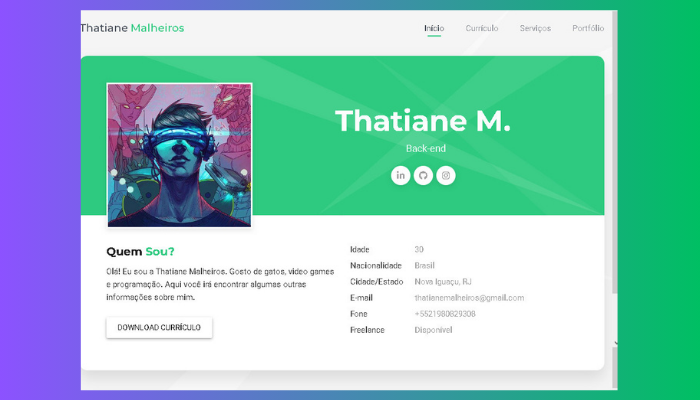 Thatiane Malheiros
Início Currículo Serviços Portfólio
Thatiane M.
Back-end
in
Quem Sou?
Olá! Eu sou a Thatiane Malheiros. Gosto de gatos, video games
e programação. Aqui você irá encontrar algumas outras
informações sobre mim.
DOWNLOAD CURRÍCULO
Idade 30
Nacionalidade Brasil
Cidade/Estado Nova Iguaçu, RJ
E-mail thatianemalheiros@gmail.com
Fone +5521980829308
Freelance Disponível